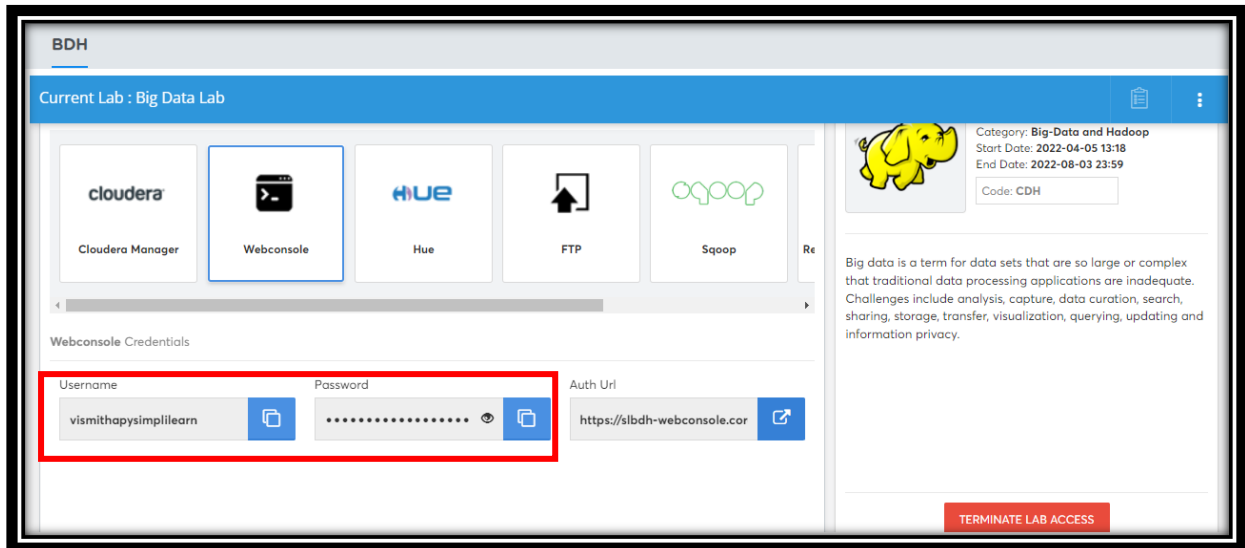 BDH
Current Lab : Big Data Lab
cloudera
HUE
sqoop
Cloudera Manager
Webconsole
Hue
FTP
Sqoop
Re
Webconsole Credentials
Username
Password
Auth Url
vismithapysimplilearn
••••••••••••••••••
https://slbdh-webconsole.cor
Category: Big-Data and Hadoop
Start Date: 2022-04-05 13:18
End Date: 2022-08-03 23:59
Code: CDH
Big data is a term for data sets that are so large or complex
that traditional data processing applications are inadequate.
Challenges include analysis, capture, data curation, search,
sharing, storage, transfer, visualization, querying, updating and
information privacy.
TERMINATE LAB ACCESS